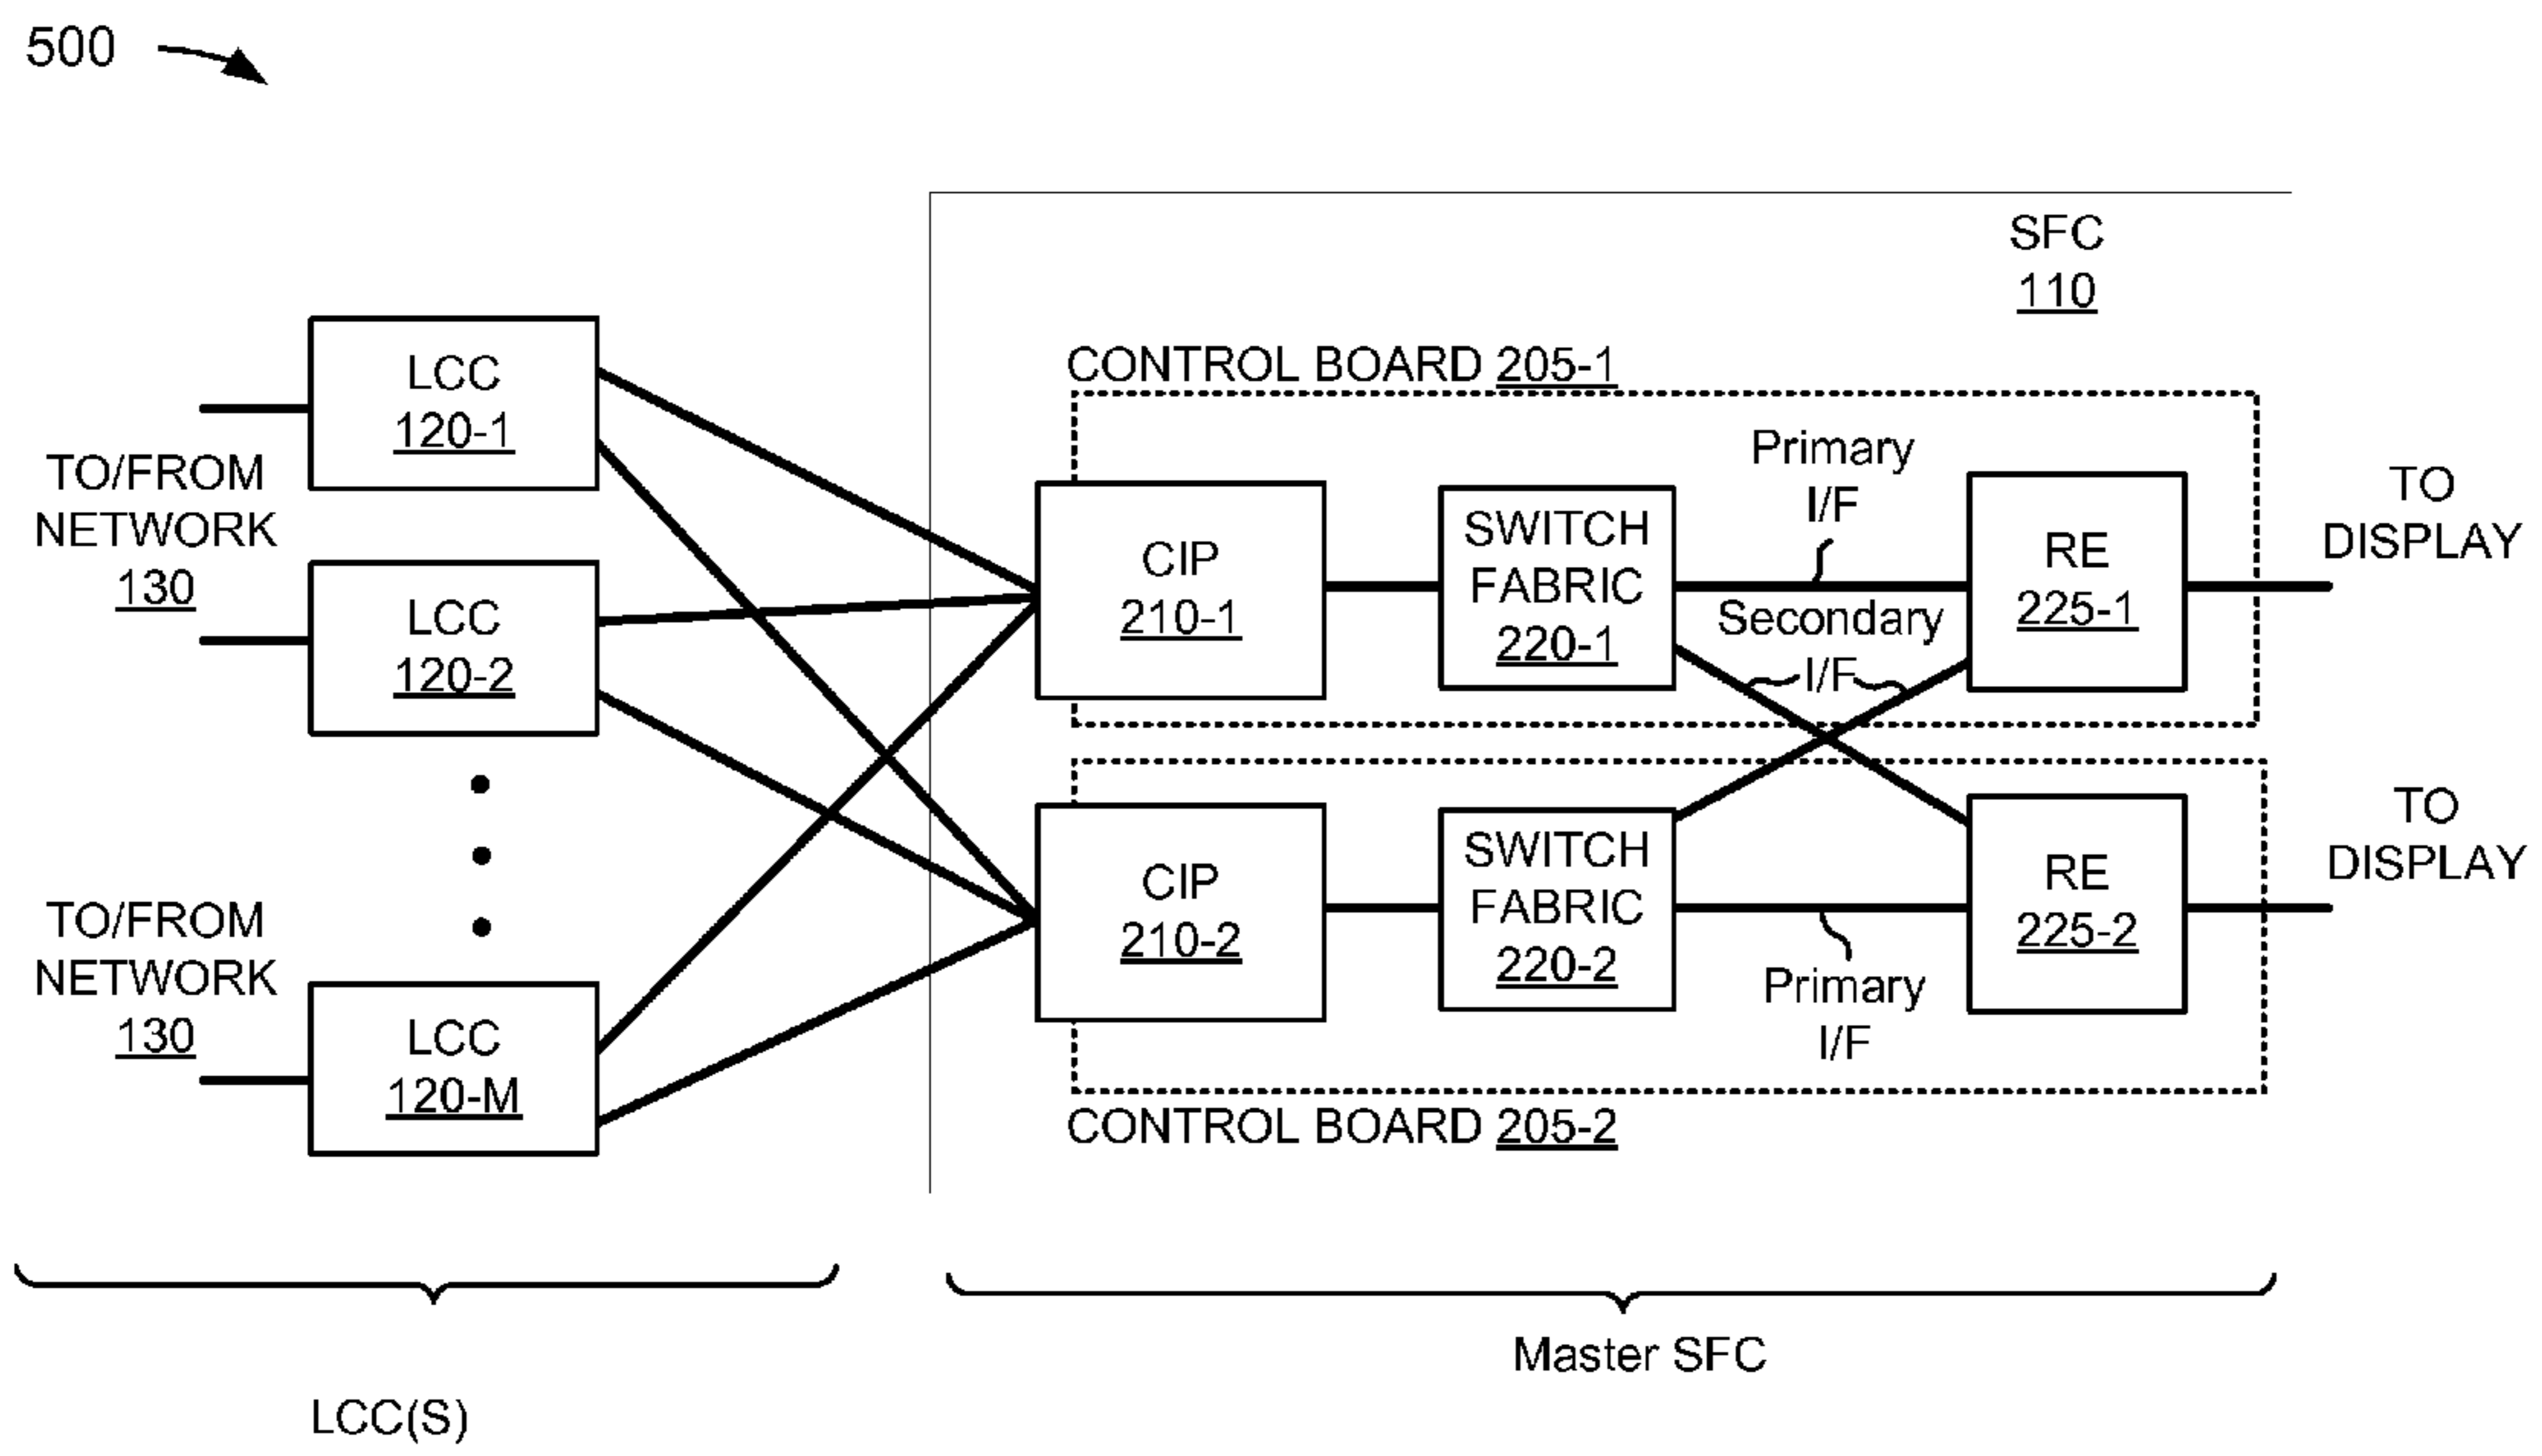 500
SFC
110
LCC
120-1
TO/FROM
NETWORK
130
LCC
120-2
TO/FROM
NETWORK
130
LCC
120-M
CONTROL BOARD 205-1
CIP
210-1
SWITCH
FABRIC
220-1
Primary
I/F
Secondary
I/F
RE
225-1
TO
DISPLAY
CIP
210-2
SWITCH
FABRIC
220-2
Primary
I/F
RE
225-2
TO
DISPLAY
CONTROL BOARD 205-2
LCC(S)
Master SFC